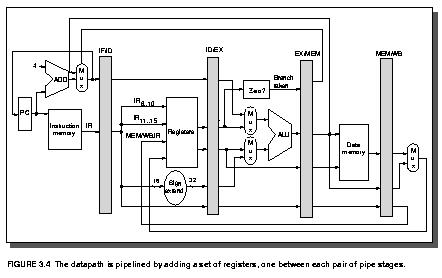 IF/ID
ID/EX
EX/MEM
MEM/WB
4
ADD
M
u
x
Branch
taken
Zero?
IR6..10
PC
Instruction
memory
IR
IR11..15
MEM/WB.IR
Registers
M
u
x
M
u
x
ALU
Data
memory
M
u
x
16
Sign
extend
32
FIGURE 3.4 The datapath is pipelined by adding a set of registers, one between each pair of pipe stages.